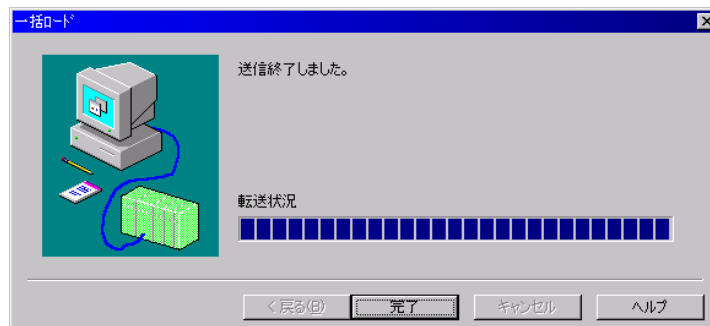 一括ﾛｰﾄﾞ
送信終了しました。
転送状況
< 戻る(B)
完了
キャンセル
ヘルプ